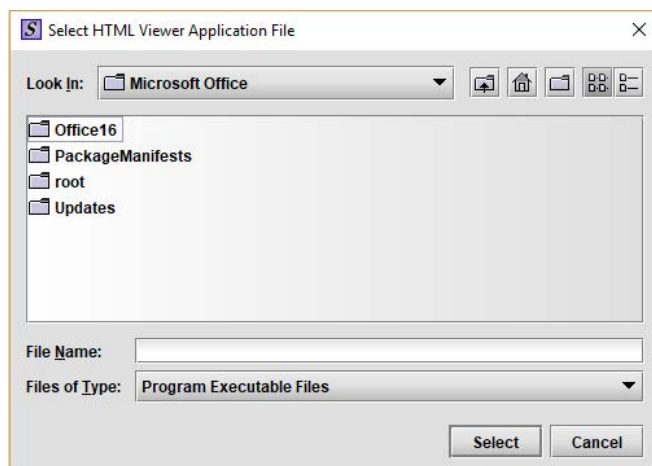 S Select HTML Viewer Application File
Look In: Microsoft Office
Office16
PackageManifests
root
Updates
File Name:
Files of Type: Program Executable Files
Select Cancel